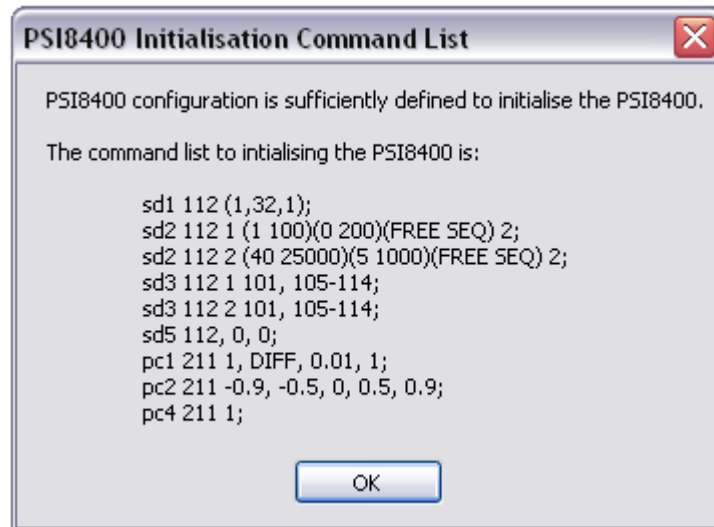 PSI8400 Initialisation Command List
PSI8400 configuration is sufficiently defined to initialise the PSI8400.
The command list to intialising the PSI8400 is:
sd1 112 (1,32,1);
sd2 112 1 (1 100)(0 200)(FREE SEQ) 2;
sd2 112 2 (40 25000)(5 1000)(FREE SEQ) 2;
sd3 112 1 101, 105-114;
sd3 112 2 101, 105-114;
sd5 112, 0, 0;
pc1 211 1, DIFF, 0.01, 1;
pc2 211 -0.9, -0.5, 0, 0.5, 0.9;
pc4 211 1;
OK